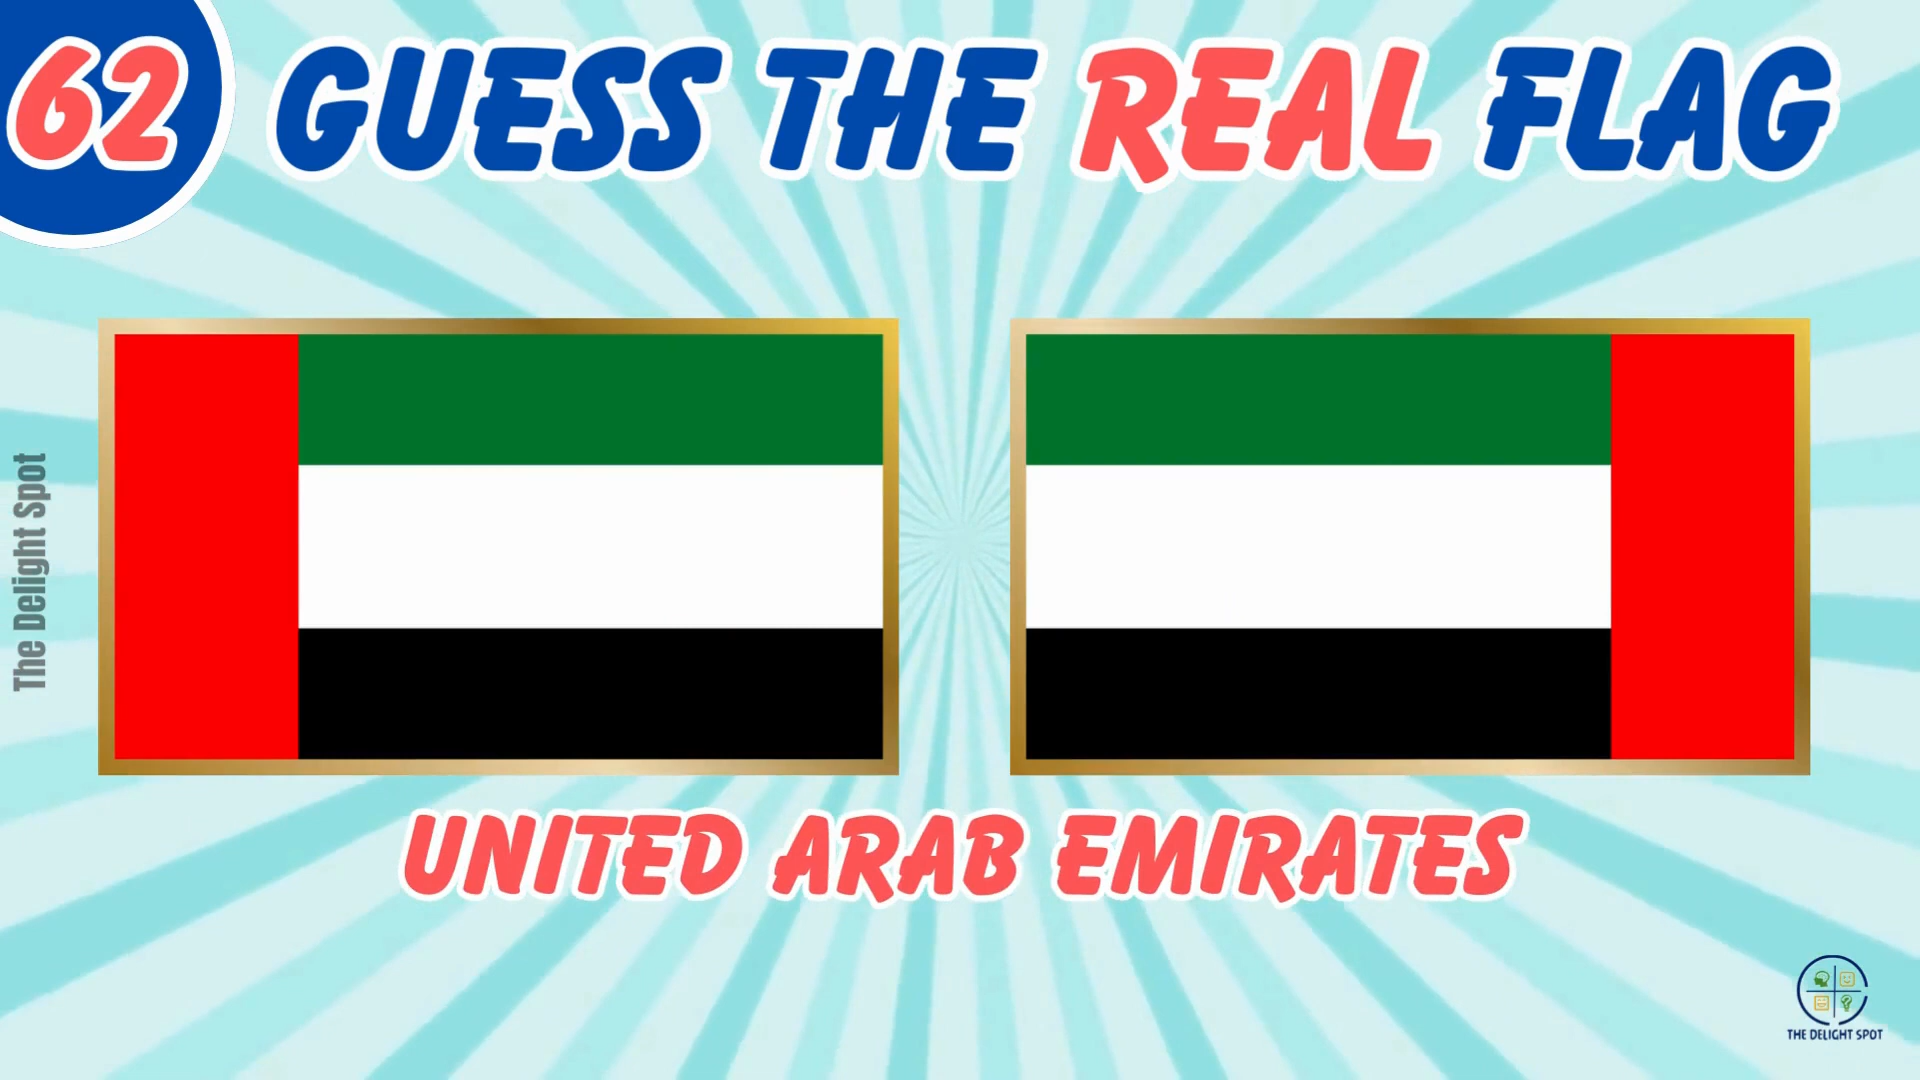 62
GUESS THE REAL FLAG
The Delight Spot
UNITED ARAB EMIRATES
THE DELIGHT SPOT